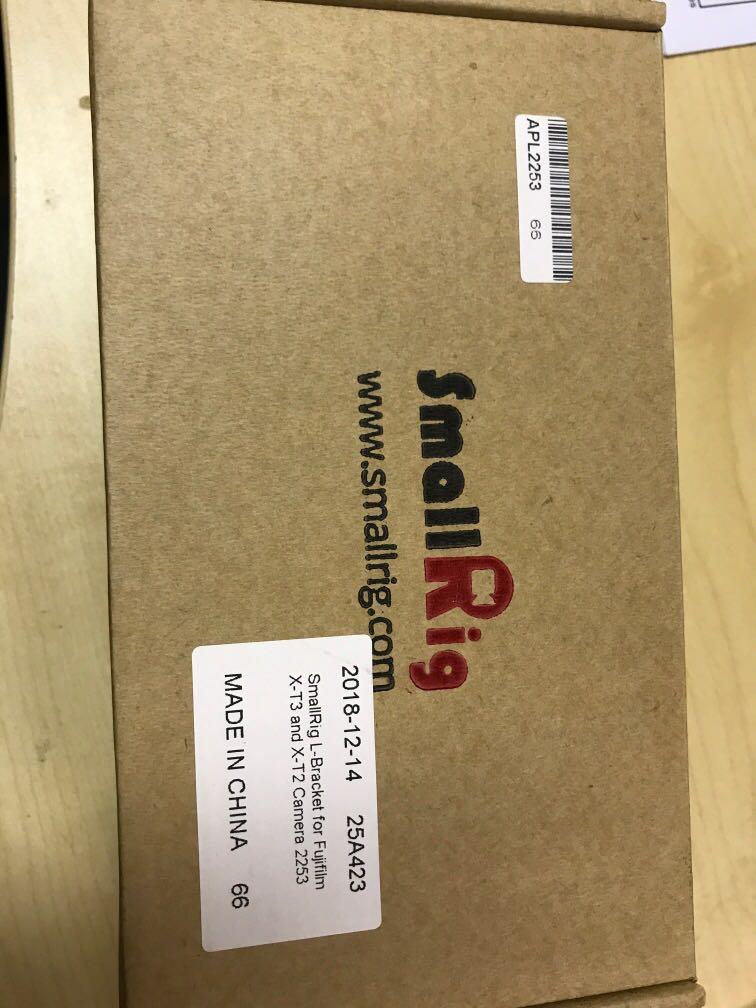 APL2253 66
SmallRig
www.smallrig.com
2018-12-14 25A423
SmallRig L-Bracket for Fujifilm
X-T3 and X-T2 Camera 2253
MADE IN CHINA 66